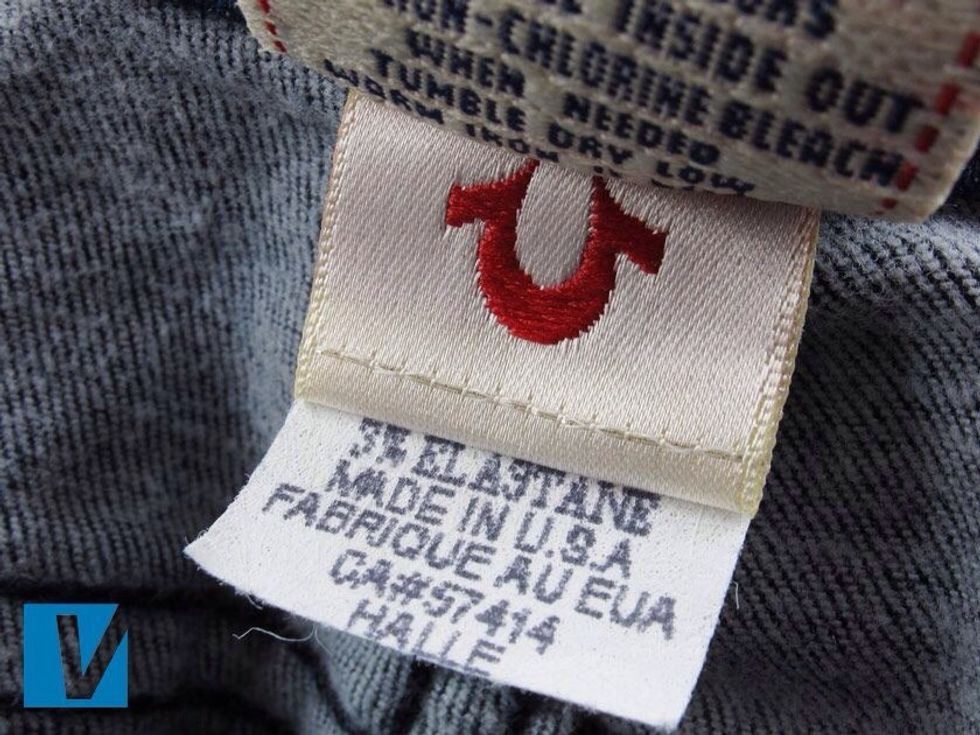 INSIDE OUT
NON-CHLORINE BLEACH
WHEN NEEDED
TUMBLE DRY LOW
WARM IRON
ELASTANE
MADE IN U.S.A
FABRIQUE AU EUA
CA#57414
HALLE
V